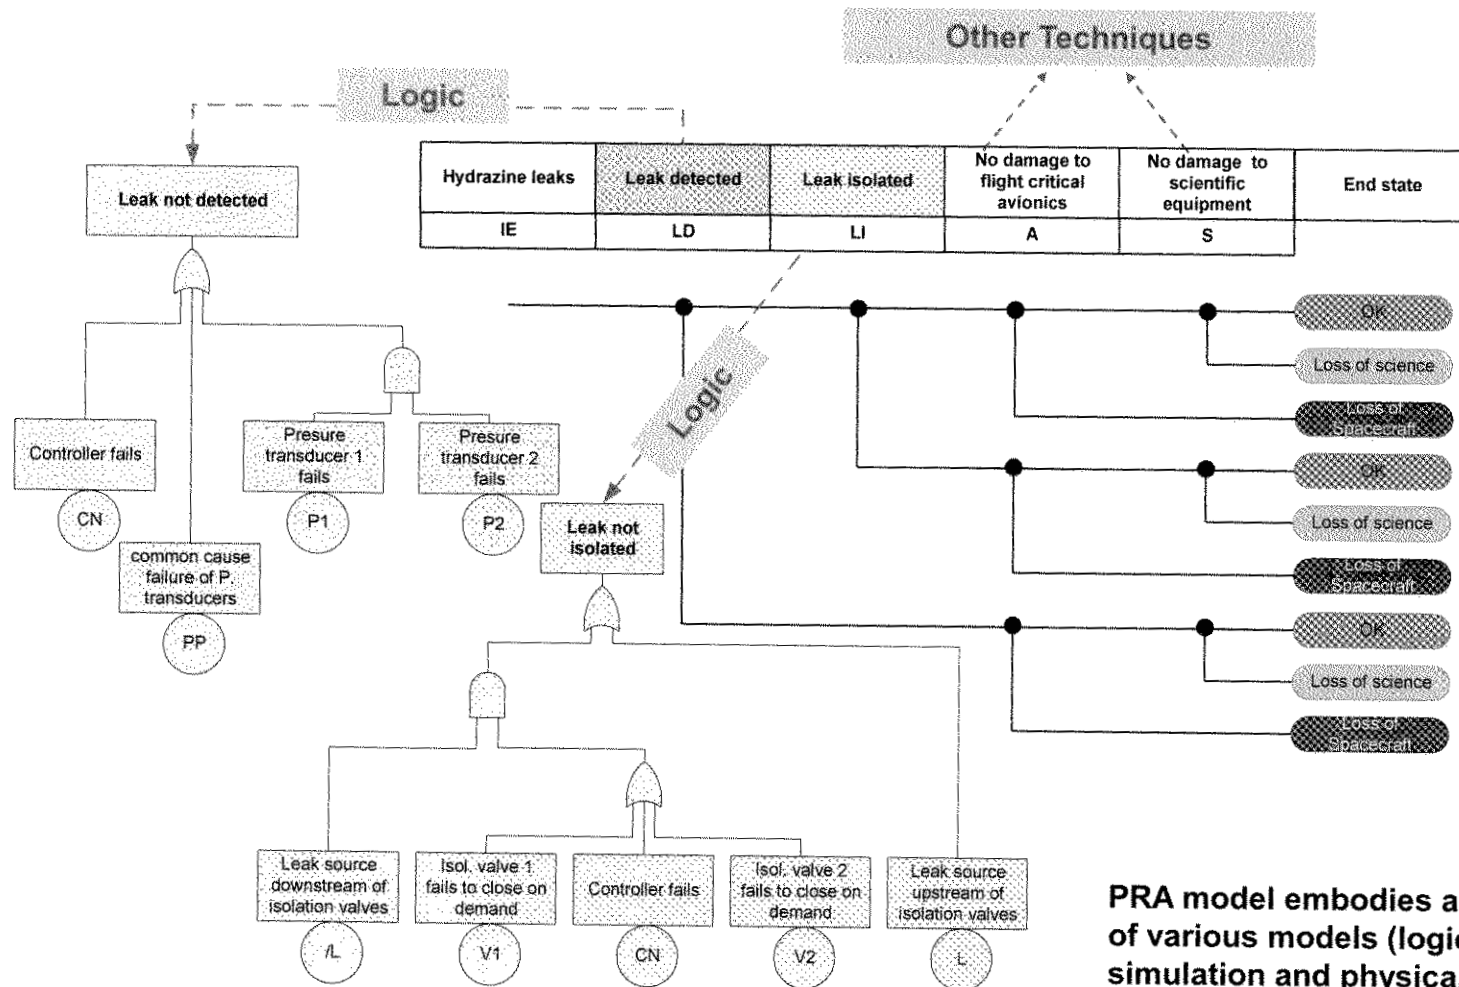 Other Techniques
Logic
Hydrazine leaks
Leak detected
Leak isolated
No damage to
flight critical
avionics
No damage to
scientific
equipment
End state
IE
LD
LI
A
S
Leak not detected
OK
Loss of science
Loss of
Spacecraft
OK
Loss of science
Loss of
Spacecraft
OK
Loss of science
Loss of
Spacecraft
Logic
Controller fails
CN
Presure
transducer 1
fails
P1
Presure
transducer 2
fails
P2
common cause
failure of P.
transducers
PP
Leak not
isolated
Leak source
downstream of
isolation valves
/L
Isol. valve 1
fails to close on
demand
V1
Controller fails
CN
Isol. valve 2
fails to close on
demand
V2
Leak source
upstream of
isolation valves
L
PRA model embodies a
of various models (logic
simulation and physica